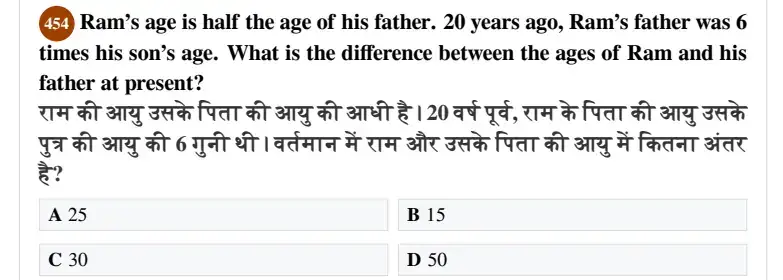 454 Ram’s age is half the age of his father. 20 years ago, Ram’s father was 6
times his son’s age. What is the difference between the ages of Ram and his
father at present?
राम की आयु उसके पिता की आयु की आधी है। 20 वर्ष पूर्व, राम के पिता की आयु उसके
पुत्र की आयु की 6 गुनी थी। वर्तमान में राम और उसके पिता की आयु में कितना अंतर
है?
A 25
B 15
C 30
D 50